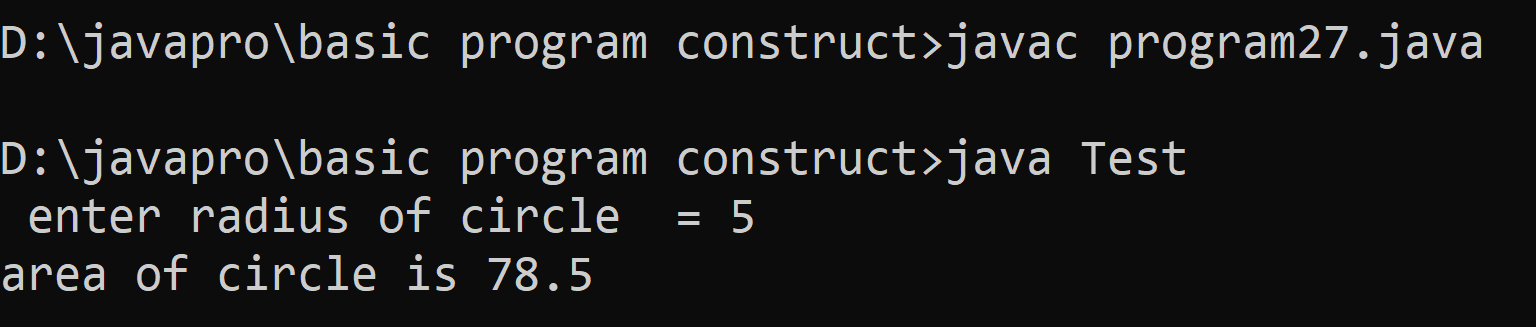 D:\javapro\basic program construct>javac program27.java
D:\javapro\basic program construct>java Test
 enter radius of circle  = 5
area of circle is 78.5